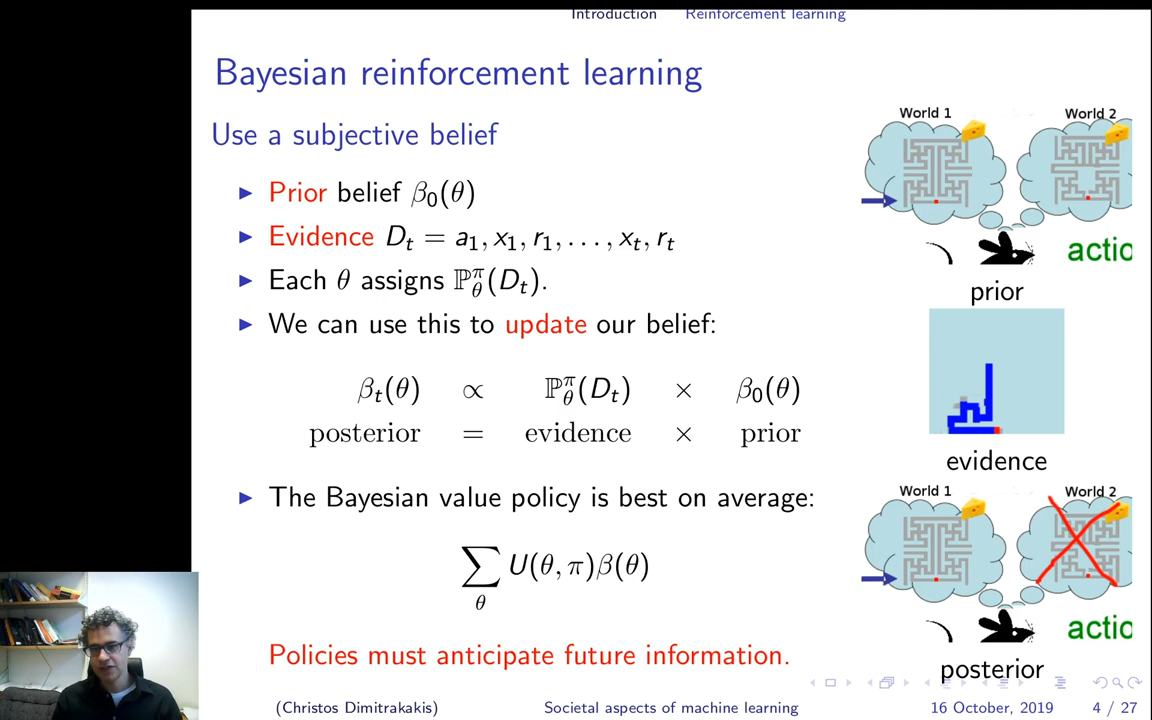 Introduction Reinforcement learning
Bayesian reinforcement learning
Use a subjective belief
▶ Prior belief β₀(θ)
▶ Evidence Dₜ = a₁, x₁, r₁, . . . , xₜ, rₜ
▶ Each θ assigns ℙ_θ^π(Dₜ).
▶ We can use this to update our belief:
βₜ(θ) ∝ ℙ_θ^π(Dₜ) × β₀(θ)
posterior = evidence × prior
▶ The Bayesian value policy is best on average:
∑_θ U(θ, π)β(θ)
Policies must anticipate future information.
World 1 World 2
actio
prior
evidence
World 1 World 2
actio
posterior
(Christos Dimitrakakis) Societal aspects of machine learning 16 October, 2019 4 / 27